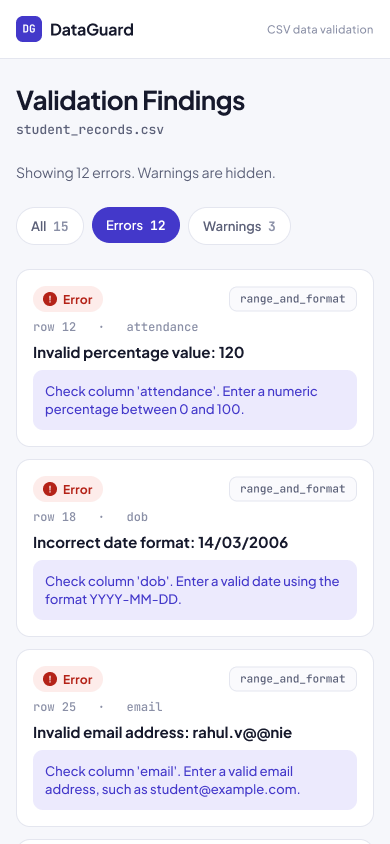 DG DataGuard CSV data validation
Validation Findings
student_records.csv
Showing 12 errors. Warnings are hidden.
All 15 Errors 12 Warnings 3
! Error range_and_format
row 12 · attendance
Invalid percentage value: 120
Check column 'attendance'. Enter a numeric
percentage between 0 and 100.
! Error range_and_format
row 18 · dob
Incorrect date format: 14/03/2006
Check column 'dob'. Enter a valid date using the
format YYYY-MM-DD.
! Error range_and_format
row 25 · email
Invalid email address: rahul.v@@nie
Check column 'email'. Enter a valid email
address, such as student@example.com.